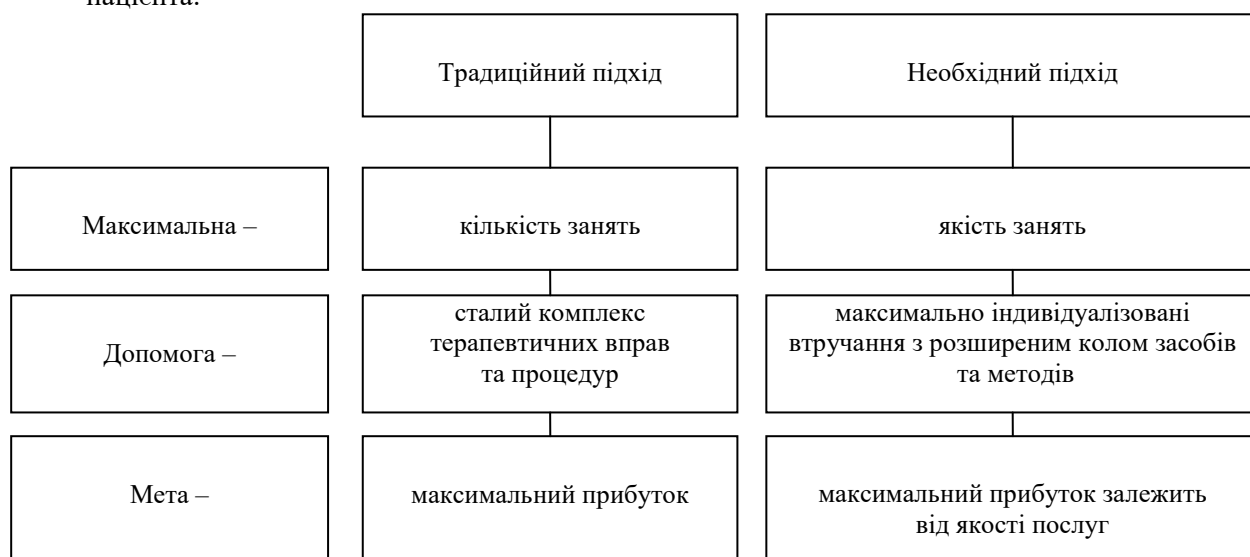 пацієнта.
Традиційний підхід
Необхідний підхід
Максимальна –
кількість занять
якість занять
Допомога –
сталий комплекс
терапевтичних вправ
та процедур
максимально індивідуалізовані
втручання з розширеним колом засобів
та методів
Мета –
максимальний прибуток
максимальний прибуток залежить
від якості послуг